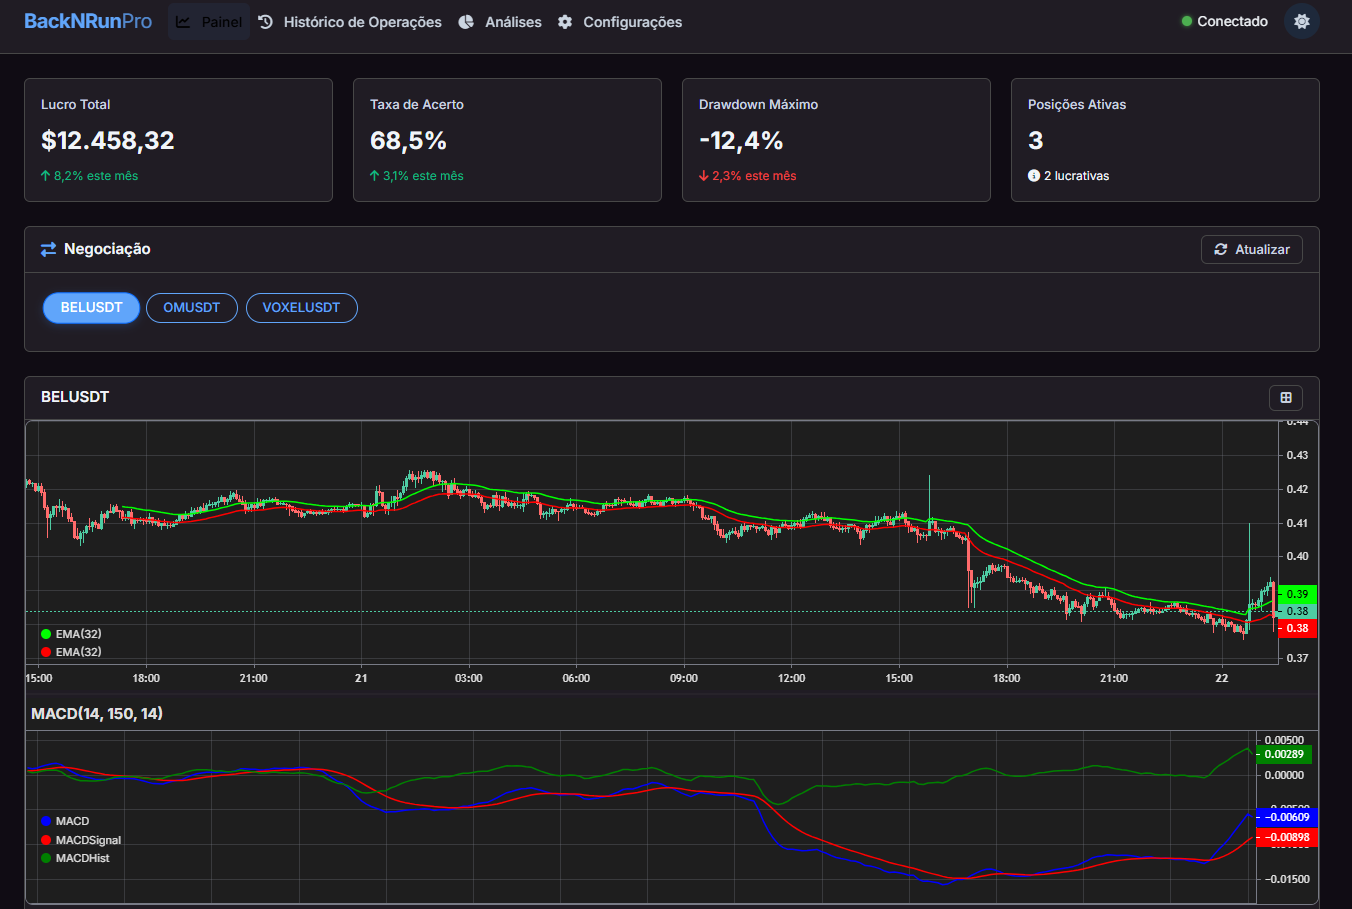 BackNRunPro Painel Histórico de Operações Análises Configurações Conectado
Lucro Total
$12.458,32
8,2% este mês
Taxa de Acerto
68,5%
3,1% este mês
Drawdown Máximo
-12,4%
2,3% este mês
Posições Ativas
3
2 lucrativas
Negociação
Atualizar
BELUSDT OMUSDT VOXELUSDT
BELUSDT
0.44
0.43
0.42
0.41
0.40
0.39
0.38
0.38
0.37
EMA(32)
EMA(32)
15:00 18:00 21:00 21 03:00 06:00 09:00 12:00 15:00 18:00 21:00 22
MACD(14, 150, 14)
0.00500
0.00289
0.00000
−0.00609
−0.00898
−0.01500
MACD
MACDSignal
MACDHist